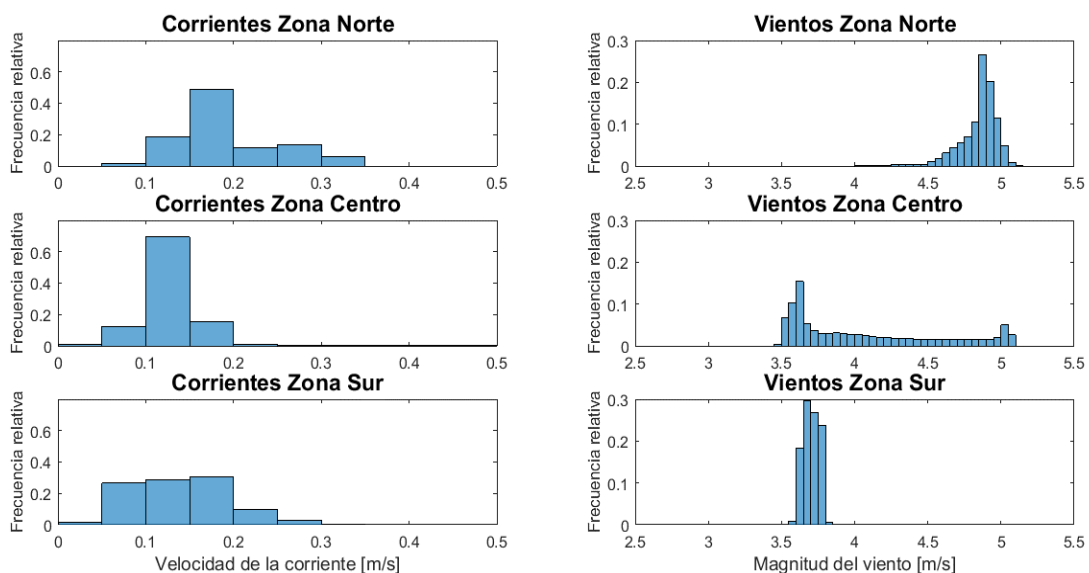 Corrientes Zona Norte
Frecuencia relativa
0.6
0.4
0.2
0
0 0.1 0.2 0.3 0.4 0.5
Corrientes Zona Centro
Frecuencia relativa
0.6
0.4
0.2
0
0 0.1 0.2 0.3 0.4 0.5
Corrientes Zona Sur
Frecuencia relativa
0.6
0.4
0.2
0
0 0.1 0.2 0.3 0.4 0.5
Velocidad de la corriente [m/s]
Vientos Zona Norte
Frecuencia relativa
0.3
0.2
0.1
0
2.5 3 3.5 4 4.5 5 5.5
Vientos Zona Centro
Frecuencia relativa
0.3
0.2
0.1
0
2.5 3 3.5 4 4.5 5 5.5
Vientos Zona Sur
Frecuencia relativa
0.3
0.2
0.1
0
2.5 3 3.5 4 4.5 5 5.5
Magnitud del viento [m/s]